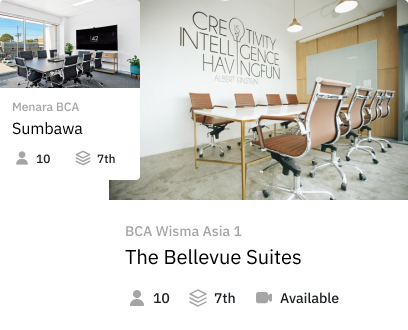 Menara BCA
Sumbawa
10
7th
CREATIVITY
INTELLIGENCE
HAVINGFUN
ALBERT EINSTEIN
BCA Wisma Asia 1
The Bellevue Suites
10
7th
Available